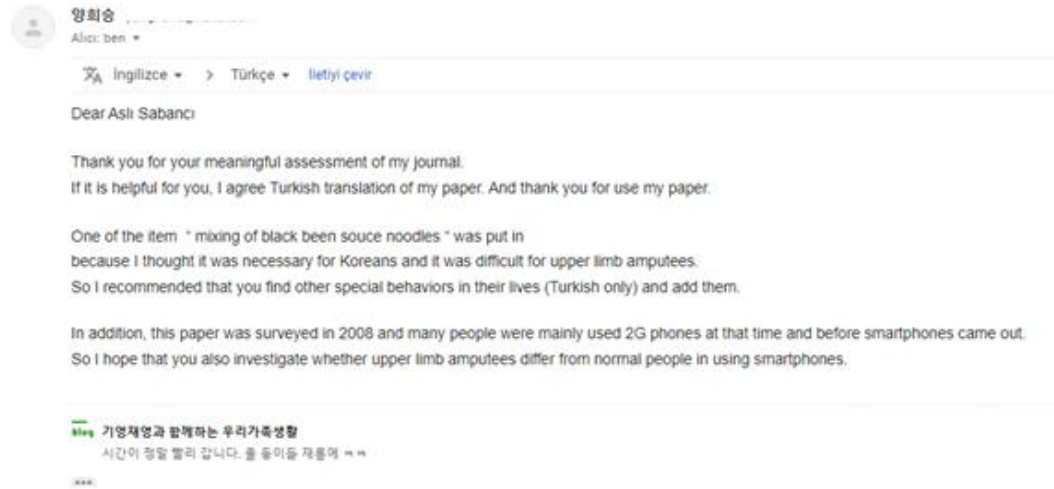 양희승
Alıcı: ben
İngilizce > Türkçe İletiyi çevir
Dear Aslı Sabancı
Thank you for your meaningful assessment of my journal.
If it is helpful for you, I agree Turkish translation of my paper. And thank you for use my paper.
One of the item " mixing of black been souce noodles " was put in
because I thought it was necessary for Koreans and it was difficult for upper limb amputees.
So I recommended that you find other special behaviors in their lives (Turkish only) and add them.
In addition, this paper was surveyed in 2008 and many people were mainly used 2G phones at that time and before smartphones came out.
So I hope that you also investigate whether upper limb amputees differ from normal people in using smartphones.
blog 기영재영과 함께하는 우리가족생활
시간이 정말 빨리 갑니다. 울 둥이들 재롱에 ㅋㅋ